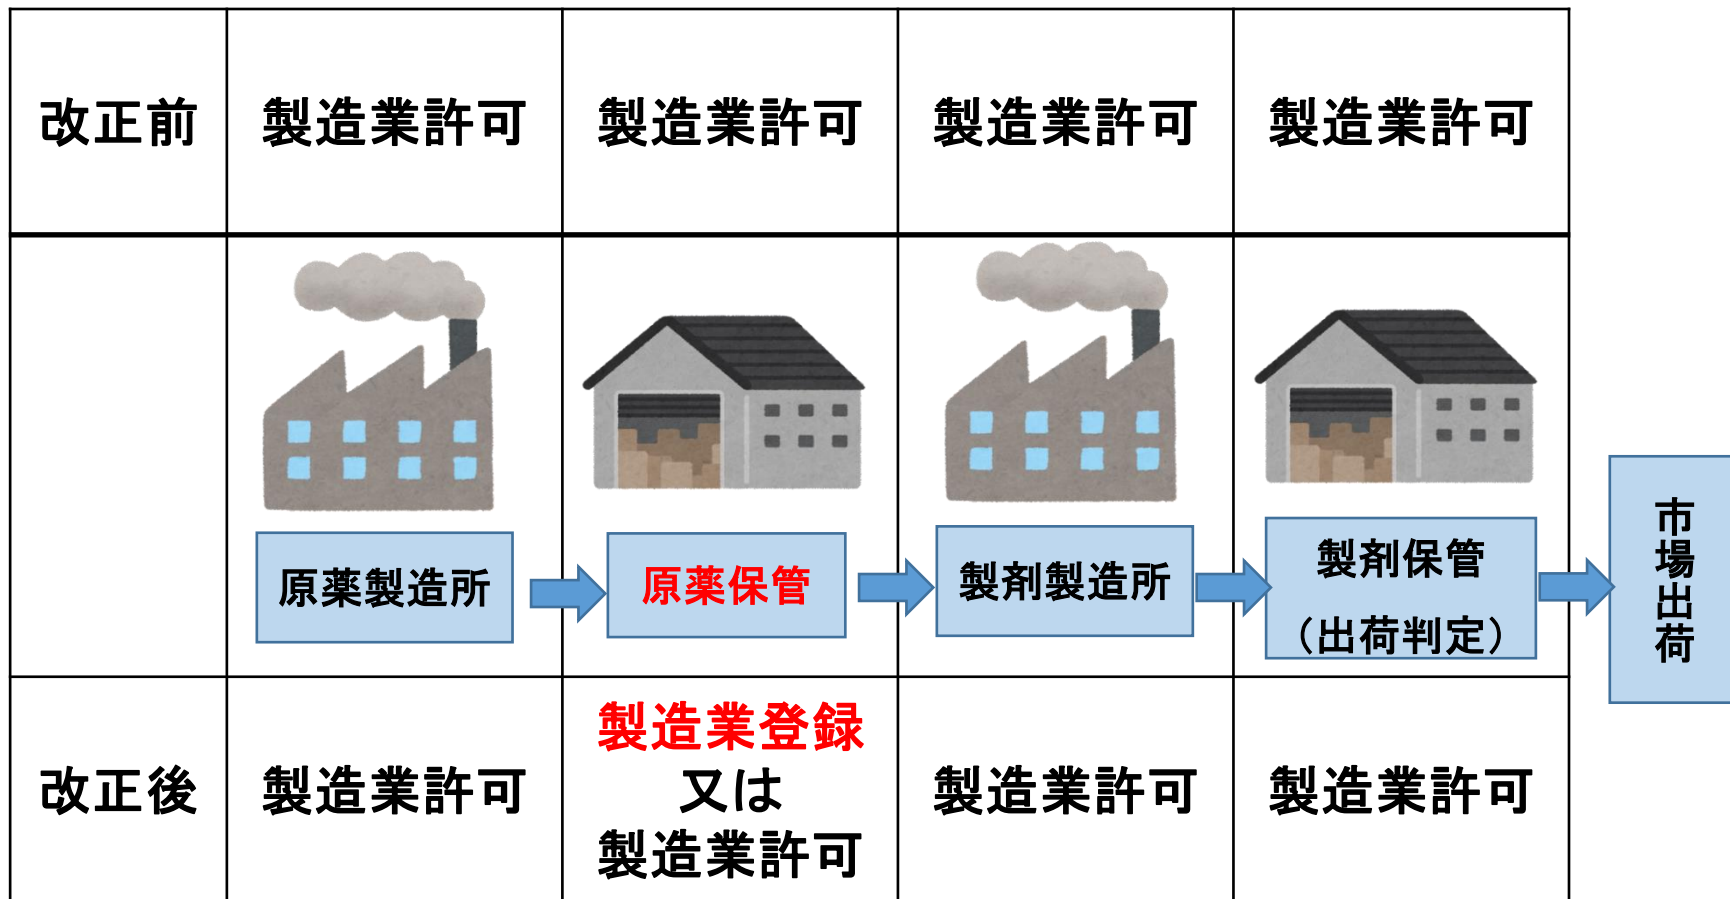 改正前
製造業許可
製造業許可
製造業許可
製造業許可
原薬製造所
原薬保管
製剤製造所
製剤保管
（出荷判定）
市場出荷
改正後
製造業許可
製造業登録
又は
製造業許可
製造業許可
製造業許可